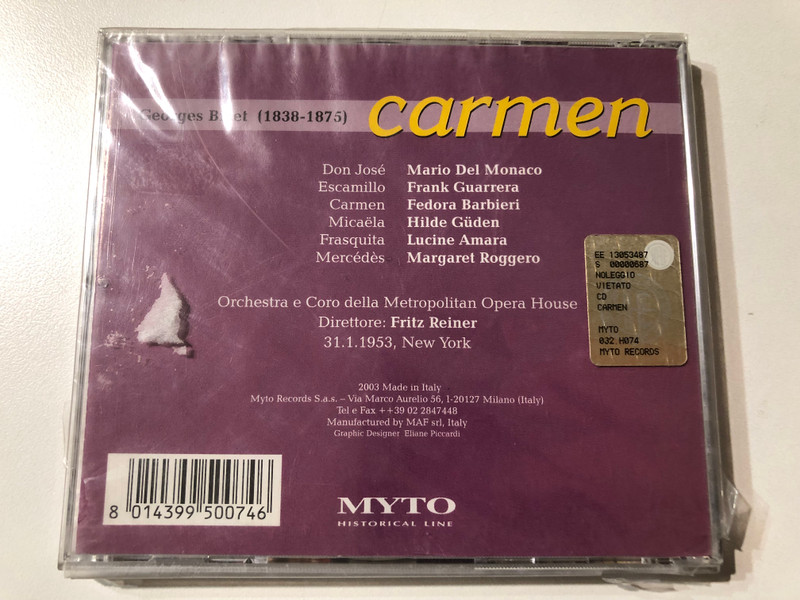 Georges Bizet (1838-1875) carmen
Don José Mario Del Monaco
Escamillo Frank Guarrera
Carmen Fedora Barbieri
Micaëla Hilde Güden
Frasquita Lucine Amara
Mercédès Margaret Roggero
Orchestra e Coro della Metropolitan Opera House
Direttore: Fritz Reiner
31.1.1953, New York
EE 13053487
S 00000687
NOLEGGIO
VIETATO
CD
CARMEN
MYTO
032 H074
MYTO RECORDS
2003 Made in Italy
Myto Records S.a.s. – Via Marco Aurelio 56, I-20127 Milano (Italy)
Tel e Fax ++39 02 2847448
Manufactured by MAF srl, Italy
Graphic Designer Eliane Piccardi
8 014399 500746
MYTO
HISTORICAL LINE